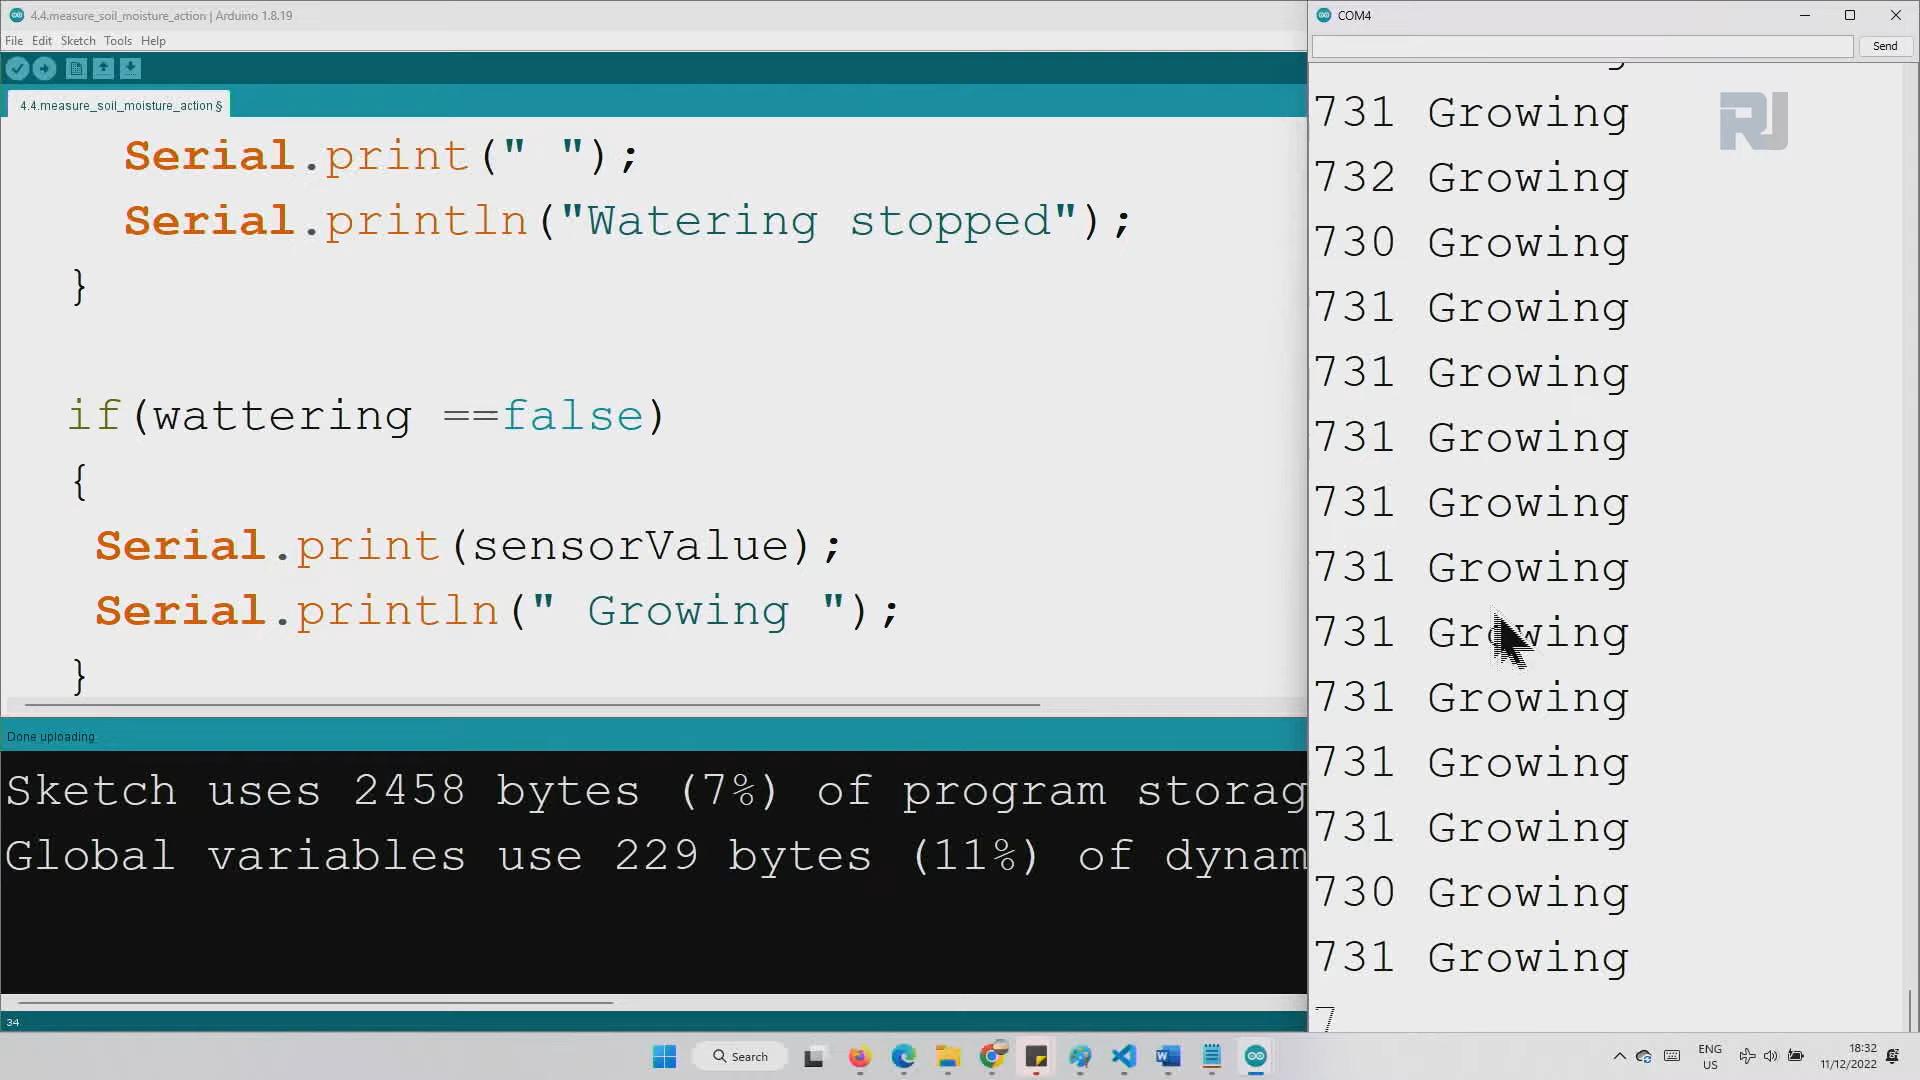 4.4.measure_soil_moisture_action | Arduino 1.8.19
File Edit Sketch Tools Help
4.4.measure_soil_moisture_action §
Serial.print(" ");
Serial.println("Watering stopped");
}
if(wattering ==false)
{
Serial.print(sensorValue);
Serial.println(" Growing ");
}
Done uploading.
Sketch uses 2458 bytes (7%) of program storag
Global variables use 229 bytes (11%) of dynam
34
COM4
Send
RJ
731 Growing
732 Growing
730 Growing
731 Growing
731 Growing
731 Growing
731 Growing
731 Growing
731 Growing
731 Growing
731 Growing
731 Growing
730 Growing
731 Growing
7
Search
ENG
US
18:32
11/12/2022